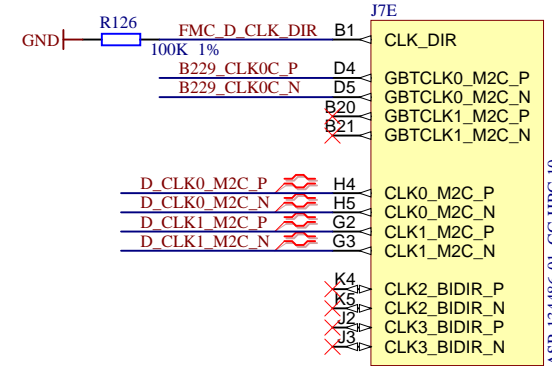 J7E
R126
GND
FMC_D_CLK_DIR B1 CLK_DIR
100K 1%
B229_CLK0C_P D4 GBTCLK0_M2C_P
B229_CLK0C_N D5 GBTCLK0_M2C_N
B20 GBTCLK1_M2C_P
B21 GBTCLK1_M2C_N
D_CLK0_M2C_P H4 CLK0_M2C_P
D_CLK0_M2C_N H5 CLK0_M2C_N
D_CLK1_M2C_P G2 CLK1_M2C_P
D_CLK1_M2C_N G3 CLK1_M2C_N
K4 CLK2_BIDIR_P
K5 CLK2_BIDIR_N
J2 CLK3_BIDIR_P
J3 CLK3_BIDIR_N